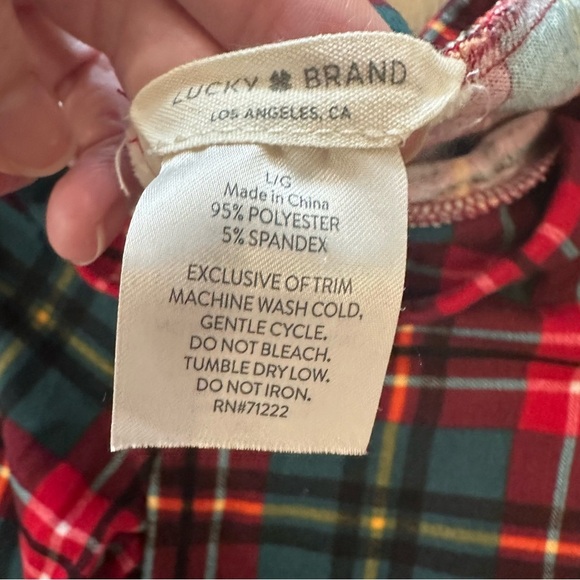 LUCKY BRAND
LOS ANGELES, CA
L/G
Made in China
95% POLYESTER
5% SPANDEX
EXCLUSIVE OF TRIM
MACHINE WASH COLD,
GENTLE CYCLE.
DO NOT BLEACH.
TUMBLE DRY LOW.
DO NOT IRON.
RN#71222